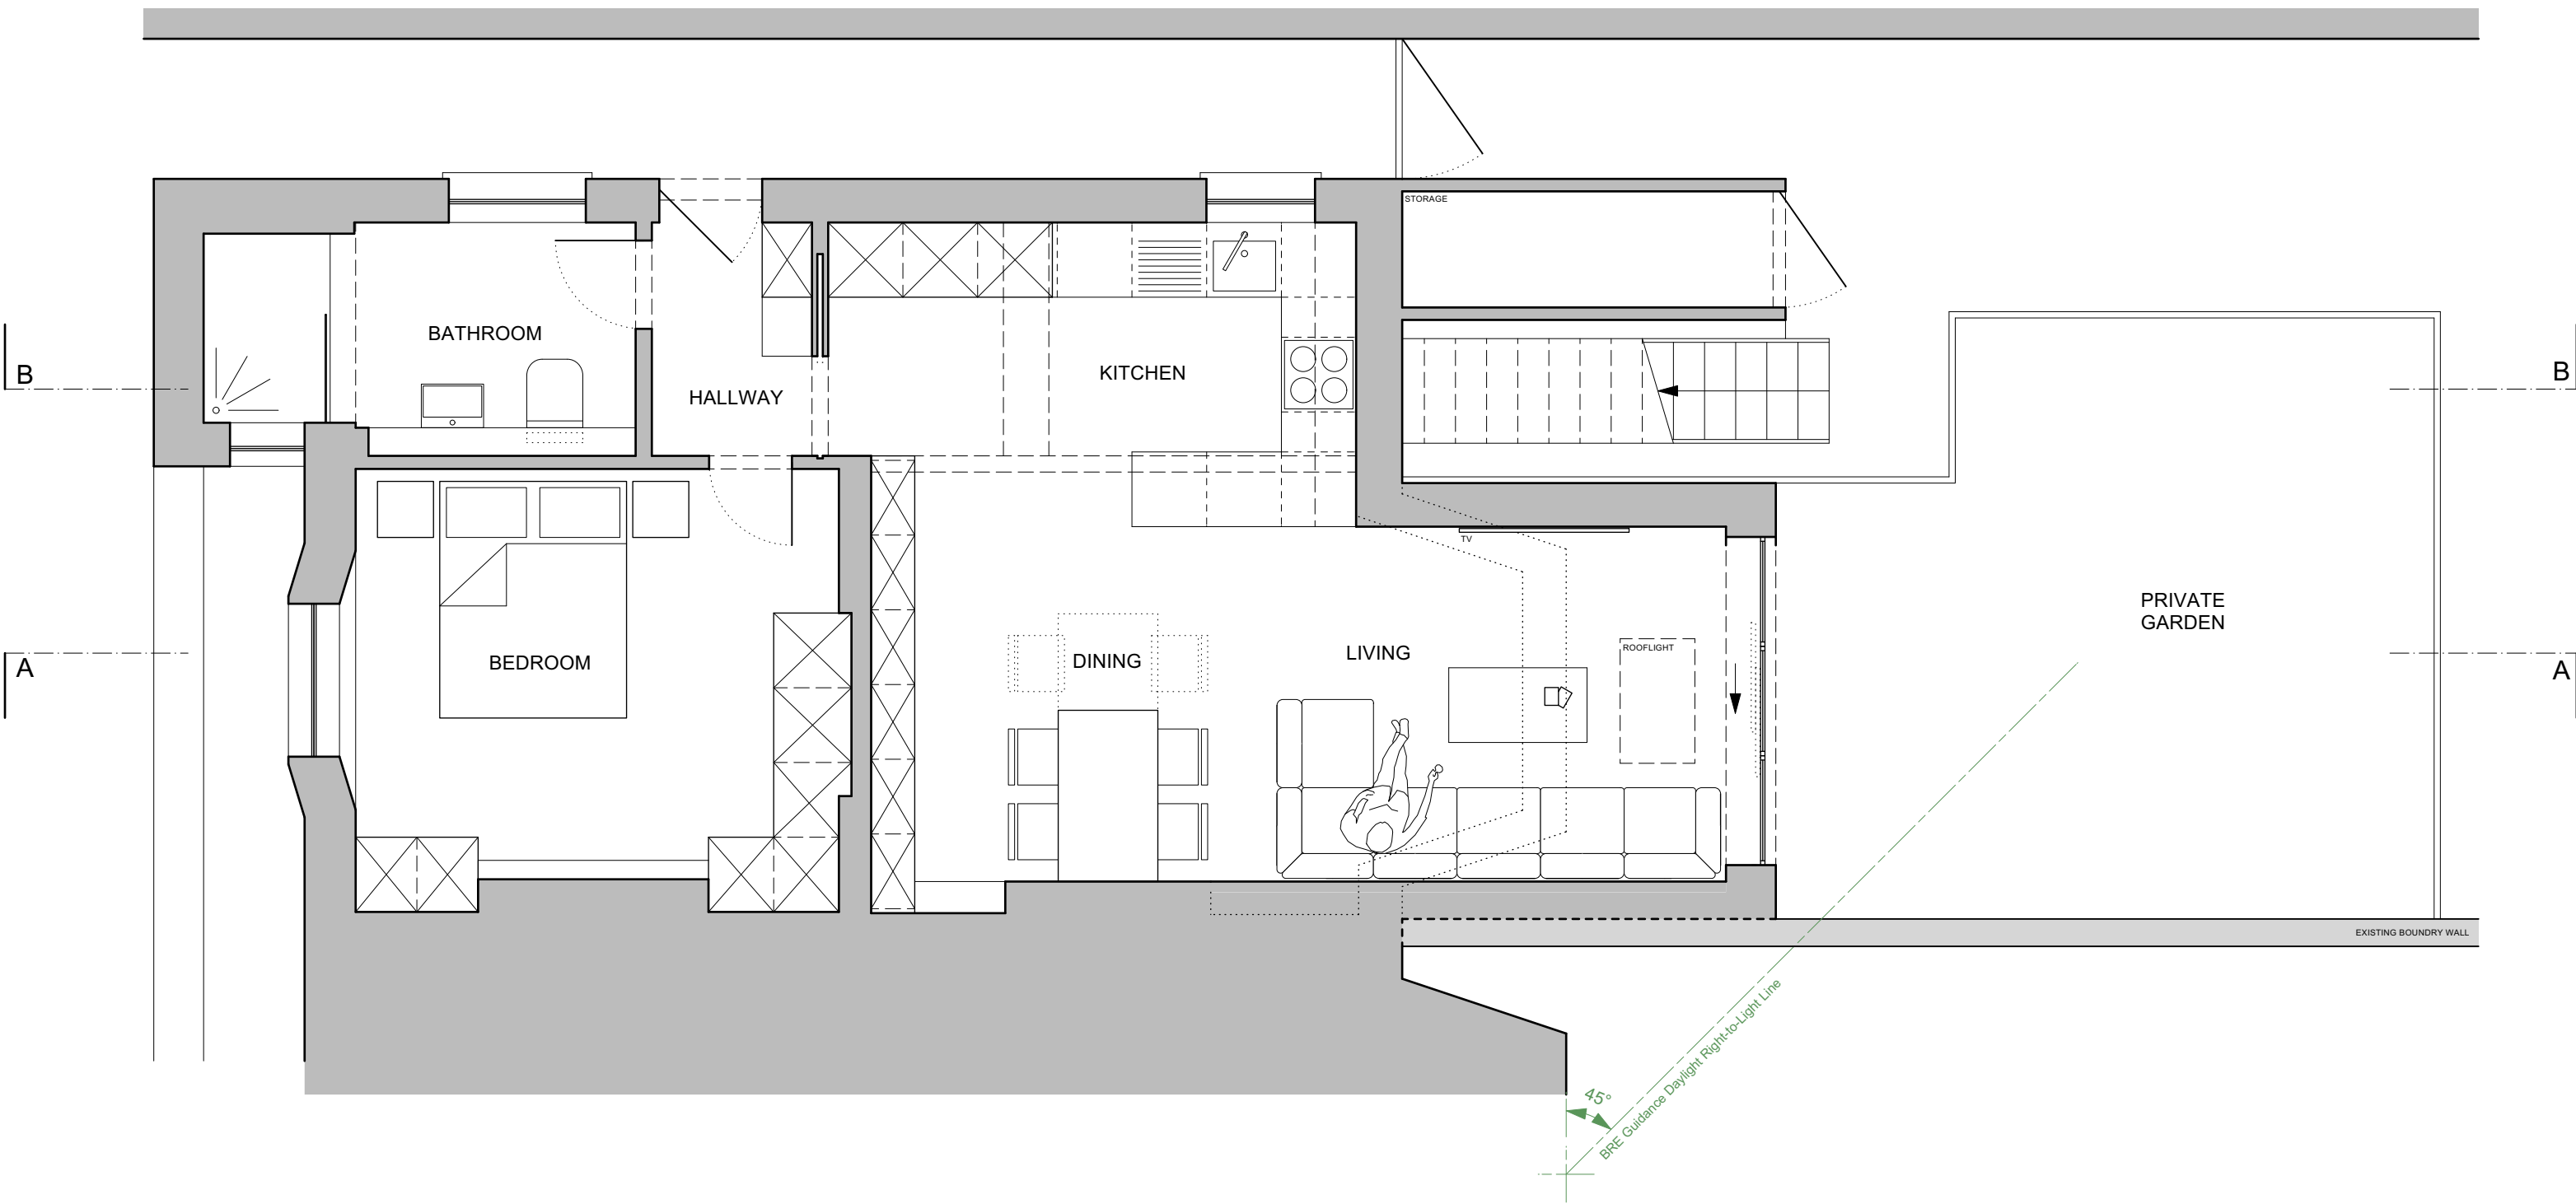 STORAGE
BATHROOM
B
HALLWAY
KITCHEN
B
TV
PRIVATE
GARDEN
A
BEDROOM
DINING
LIVING
ROOFLIGHT
A
EXISTING BOUNDRY WALL
BRE Guidance Daylight Right-to-Light Line
45°